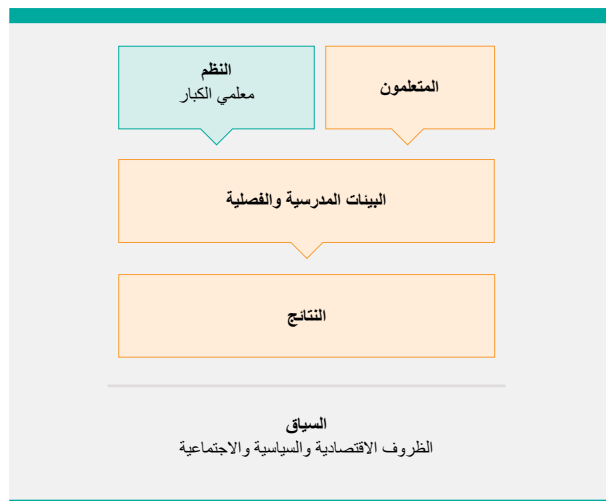 المتعلمون
النظم
معلمي الكبار
البيئات المدرسية والفصلية
النتائج
السياق
الظروف الاقتصادية والسياسية والاجتماعية